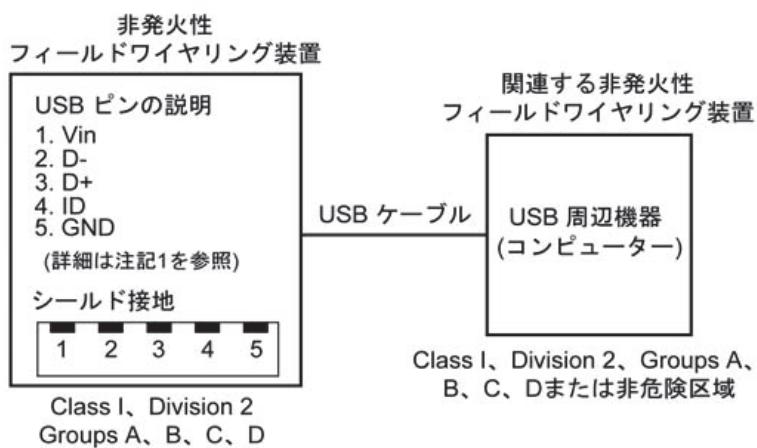 非発火性
フィールドワイヤリング装置
USB ピンの説明
1. Vin
2. D-
3. D+
4. ID
5. GND
(詳細は注記1を参照)
シールド接地
1 2 3 4 5
Class I、Division 2
Groups A、B、C、D
USB ケーブル
関連する非発火性
フィールドワイヤリング装置
USB 周辺機器
(コンピューター)
Class I、Division 2、Groups A、
B、C、Dまたは非危険区域